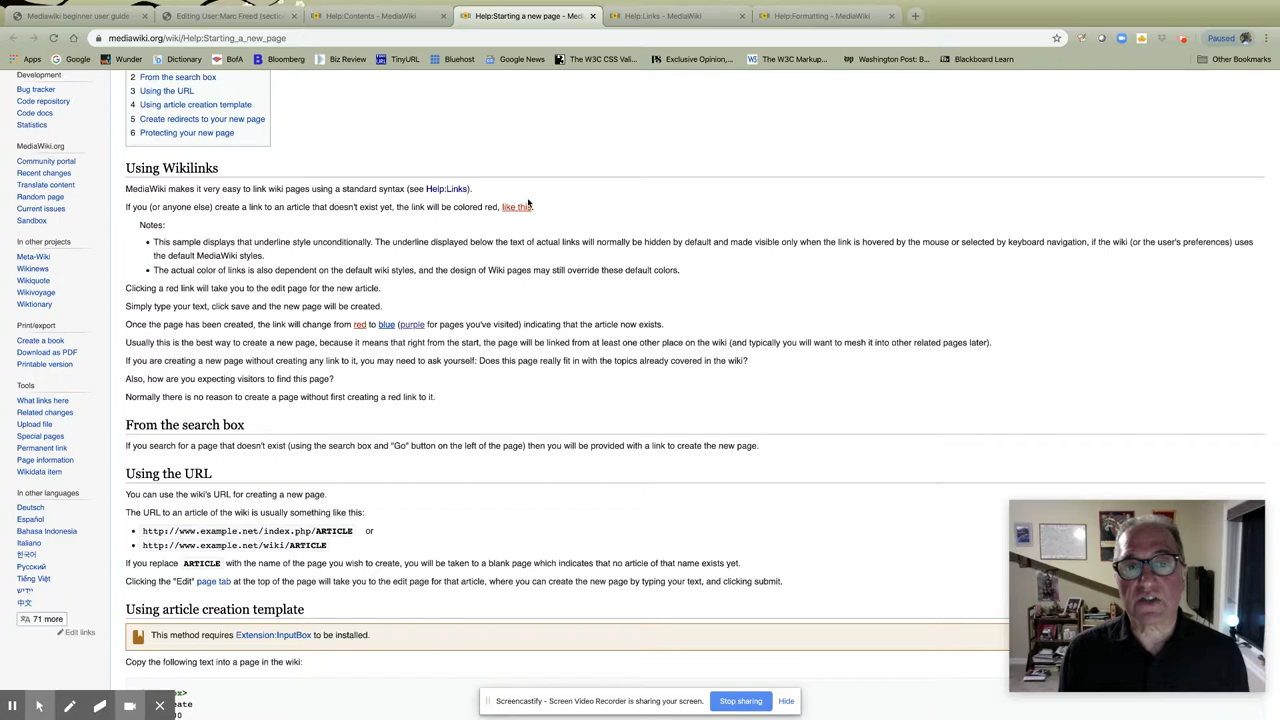 Mediawiki beginner user guide
Editing User:Marc Freed (sectio
Help:Contents - MediaWiki
Help:Starting a new page - Medi
Help:Links - MediaWiki
Help:Formatting - MediaWiki
mediawiki.org/wiki/Help:Starting_a_new_page
Paused
Apps
Google
Wunder
Dictionary
BofA
Bloomberg
Biz Review
TinyURL
Bluehost
Google News
The W3C CSS Vali...
Exclusive Opinion,...
The W3C Markup...
Washington Post: B...
Blackboard Learn
Other Bookmarks
Development
Bug tracker
Code repository
Code docs
Statistics
MediaWiki.org
Community portal
Recent changes
Translate content
Random page
Current issues
Sandbox
In other projects
Meta-Wiki
Wikinews
Wikiquote
Wikivoyage
Wiktionary
Print/export
Create a book
Download as PDF
Printable version
Tools
What links here
Related changes
Upload file
Special pages
Permanent link
Page information
Wikidata item
In other languages
Deutsch
Español
Bahasa Indonesia
Italiano
한국어
Русский
Tiếng Việt
ייִדיש
中文
71 more
Edit links
2 From the search box
3 Using the URL
4 Using article creation template
5 Create redirects to your new page
6 Protecting your new page
Using Wikilinks
MediaWiki makes it very easy to link wiki pages using a standard syntax (see Help:Links).
If you (or anyone else) create a link to an article that doesn't exist yet, the link will be colored red, like this.
Notes:
This sample displays that underline style unconditionally. The underline displayed below the text of actual links will normally be hidden by default and made visible only when the link is hovered by the mouse or selected by keyboard navigation, if the wiki (or the user's preferences) uses
the default MediaWiki styles.
The actual color of links is also dependent on the default wiki styles, and the design of Wiki pages may still override these default colors.
Clicking a red link will take you to the edit page for the new article.
Simply type your text, click save and the new page will be created.
Once the page has been created, the link will change from red to blue (purple for pages you've visited) indicating that the article now exists.
Usually this is the best way to create a new page, because it means that right from the start, the page will be linked from at least one other place on the wiki (and typically you will want to mesh it into other related pages later).
If you are creating a new page without creating any link to it, you may need to ask yourself: Does this page really fit in with the topics already covered in the wiki?
Also, how are you expecting visitors to find this page?
Normally there is no reason to create a page without first creating a red link to it.
From the search box
If you search for a page that doesn't exist (using the search box and "Go" button on the left of the page) then you will be provided with a link to create the new page.
Using the URL
You can use the wiki's URL for creating a new page.
The URL to an article of the wiki is usually something like this:
http://www.example.net/index.php/ARTICLE or
http://www.example.net/wiki/ARTICLE
If you replace ARTICLE with the name of the page you wish to create, you will be taken to a blank page which indicates that no article of that name exists yet.
Clicking the "Edit" page tab at the top of the page will take you to the edit page for that article, where you can create the new page by typing your text, and clicking submit.
Using article creation template
This method requires Extension:InputBox to be installed.
Copy the following text into a page in the wiki:
Screencastify - Screen Video Recorder is sharing your screen.
Stop sharing
Hide